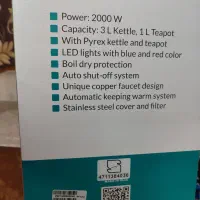 Power: 2000 W
Capacity: 3 L Kettle, 1 L Teapot
With Pyrex kettle and teapot
LED lights with blue and red color
Boil dry protection
Auto shut-off system
Unique copper faucet design
Automatic keeping warm system
Stainless steel cover and filter
4711384030